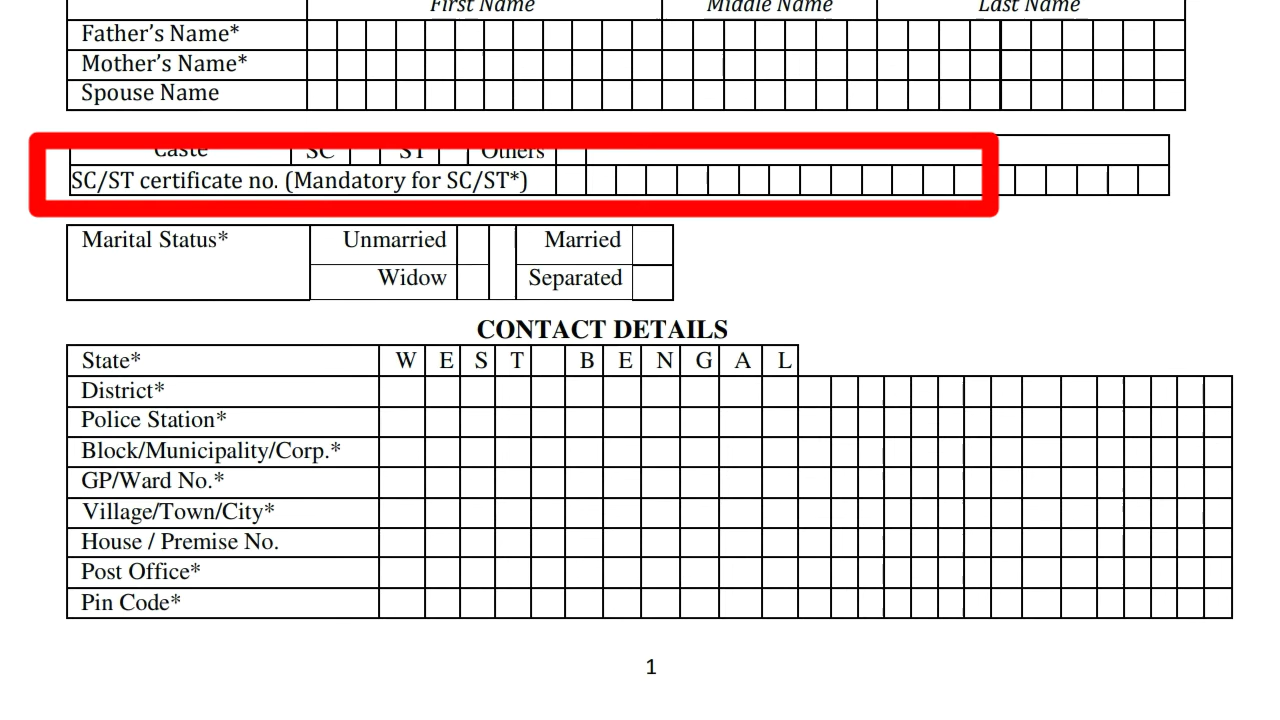 First Name Middle Name Last Name
Father's Name*
Mother's Name*
Spouse Name
Caste SC ST Others
SC/ST certificate no. (Mandatory for SC/ST*)
Marital Status* Unmarried Married
Widow Separated
CONTACT DETAILS
State* W E S T B E N G A L
District*
Police Station*
Block/Municipality/Corp.*
GP/Ward No.*
Village/Town/City*
House / Premise No.
Post Office*
Pin Code*
1